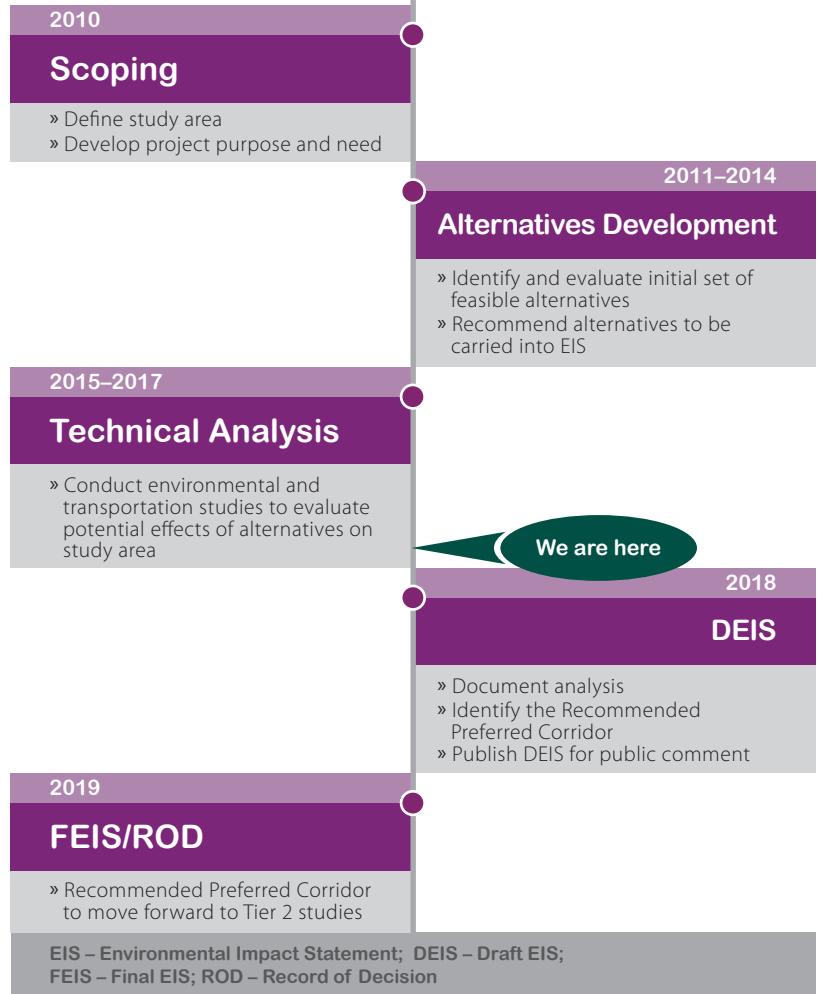 2010
Scoping
» Define study area
» Develop project purpose and need
2011–2014
Alternatives Development
» Identify and evaluate initial set of
feasible alternatives
» Recommend alternatives to be
carried into EIS
2015–2017
Technical Analysis
» Conduct environmental and
transportation studies to evaluate
potential effects of alternatives on
study area
We are here
2018
DEIS
» Document analysis
» Identify the Recommended
Preferred Corridor
» Publish DEIS for public comment
2019
FEIS/ROD
» Recommended Preferred Corridor
to move forward to Tier 2 studies
EIS – Environmental Impact Statement; DEIS – Draft EIS;
FEIS – Final EIS; ROD – Record of Decision